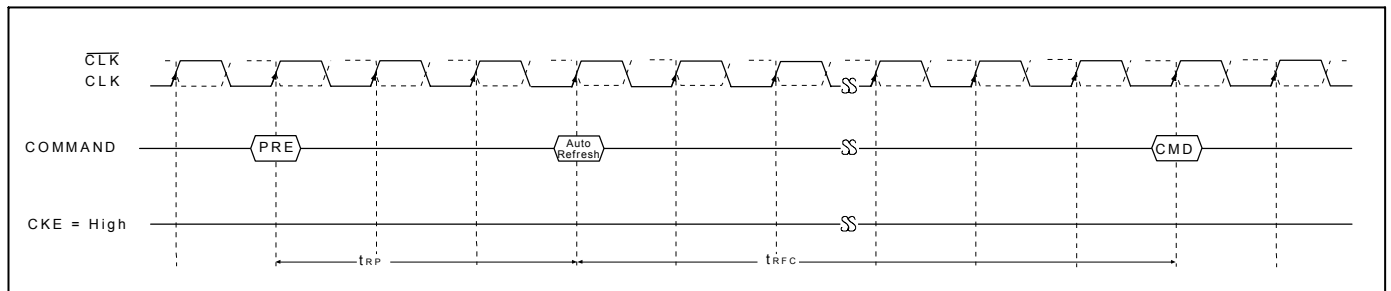 CLK
CLK
COMMAND
PRE
Auto
Refresh
CMD
CKE = High
tRP
tRFC